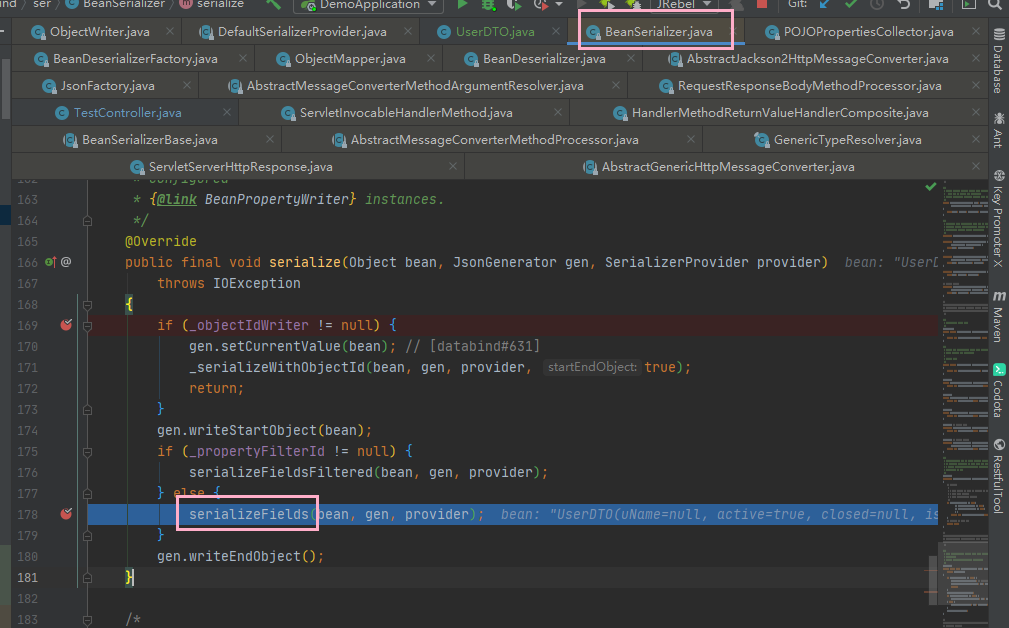 ser BeanSerializer serialize DemoApplication JRebel Git:
ObjectWriter.java DefaultSerializerProvider.java UserDTO.java BeanSerializer.java POJOPropertiesCollector.java
BeanDeserializerFactory.java ObjectMapper.java BeanDeserializer.java AbstractJackson2HttpMessageConverter.java
JsonFactory.java AbstractMessageConverterMethodArgumentResolver.java RequestResponseBodyMethodProcessor.java
TestController.java ServletInvocableHandlerMethod.java HandlerMethodReturnValueHandlerComposite.java
BeanSerializerBase.java AbstractMessageConverterMethodProcessor.java GenericTypeResolver.java
ServletServerHttpResponse.java AbstractGenericHttpMessageConverter.java
163 * {@link BeanPropertyWriter} instances.
164 */
165 @Override
166 @ public final void serialize(Object bean, JsonGenerator gen, SerializerProvider provider) bean: "UserD
167 throws IOException
168 {
169 if (_objectIdWriter != null) {
170 gen.setCurrentValue(bean); // [databind#631]
171 _serializeWithObjectId(bean, gen, provider, startEndObject: true);
172 return;
173 }
174 gen.writeStartObject(bean);
175 if (_propertyFilterId != null) {
176 serializeFieldsFiltered(bean, gen, provider);
177 } else {
178 serializeFields(bean, gen, provider); bean: "UserDTO(uName=null, active=true, closed=null, is
179 }
180 gen.writeEndObject();
181 }
182
183 /*
Database
Ant
Key Promoter X
Maven
Codota
RestfulTool